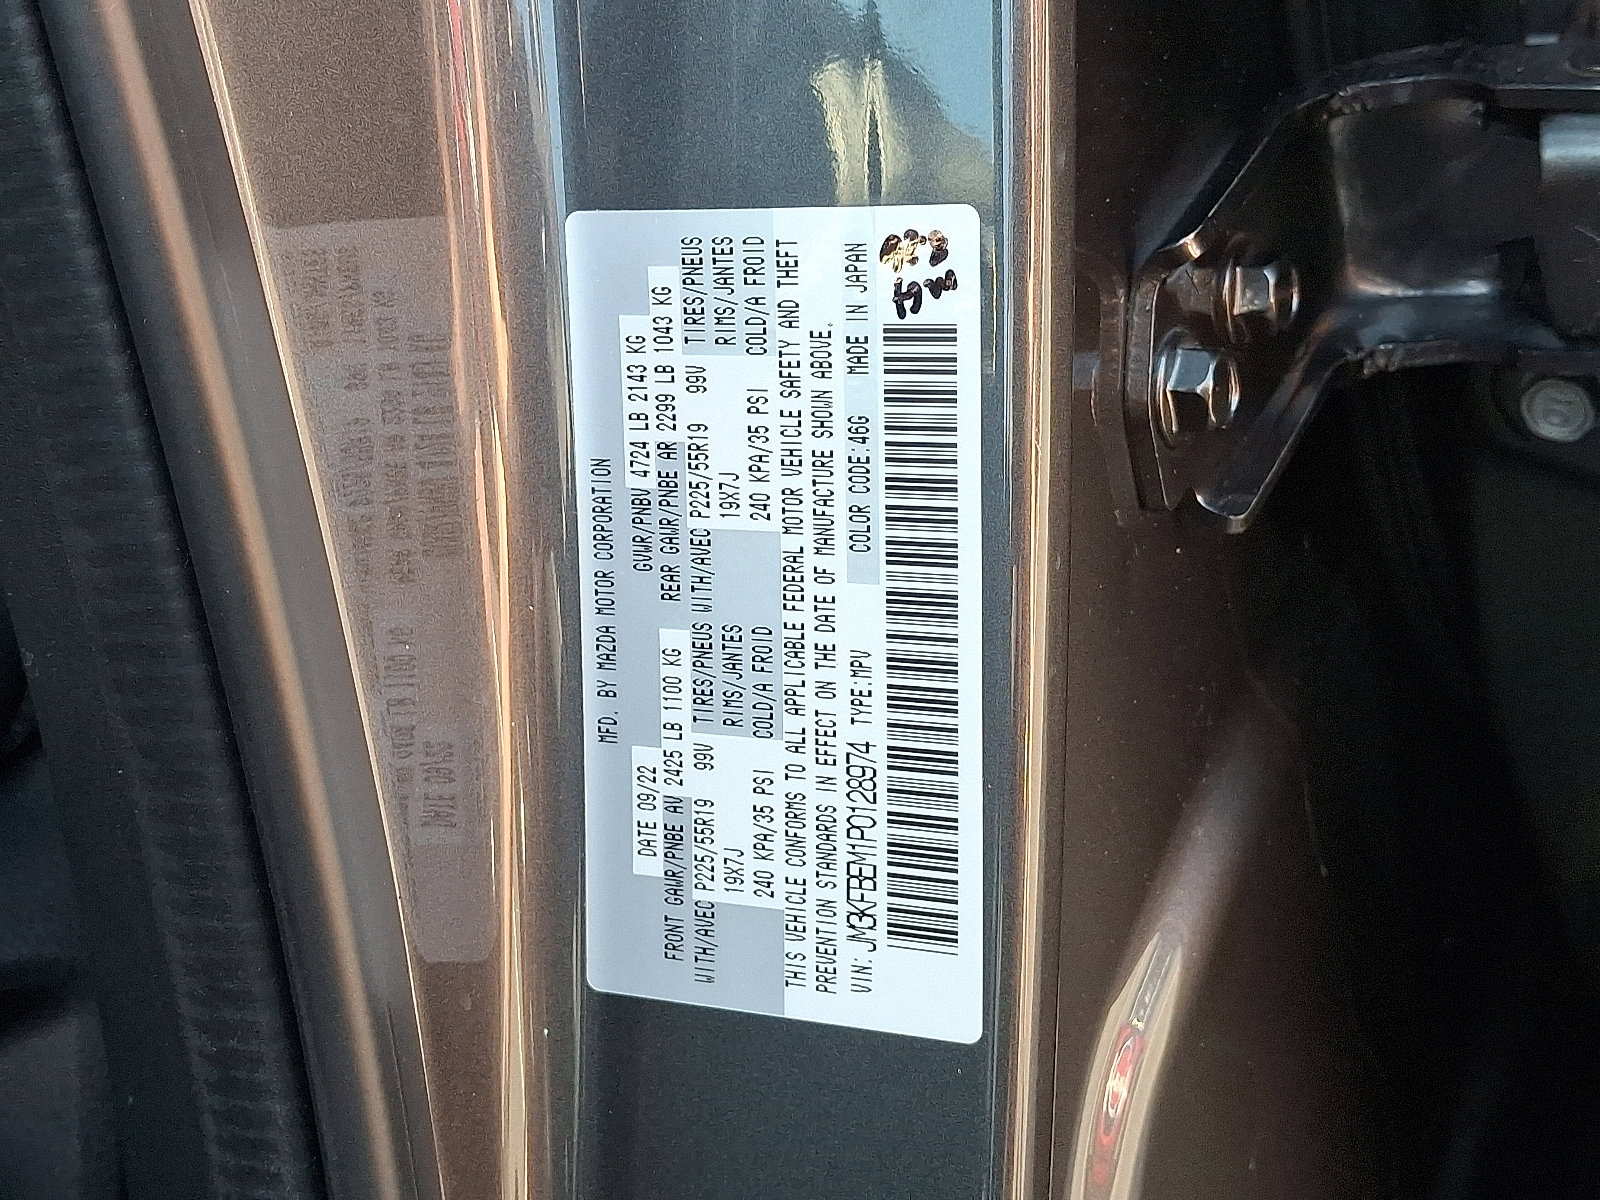 MFD. BY MAZDA MOTOR CORPORATION
DATE 09/22 GVWR/PNBV 4724 LB 2143 KG
FRONT GAWR/PNBE AV 2425 LB 1100 KG REAR GAWR/PNBE AR 2299 LB 1043 KG
WITH/AVEC P225/55R19 99V TIRES/PNEUS WITH/AVEC P225/55R19 99V TIRES/PNEUS
19X7J RIMS/JANTES 19X7J RIMS/JANTES
240 KPA/35 PSI COLD/A FROID 240 KPA/35 PSI COLD/A FROID
THIS VEHICLE CONFORMS TO ALL APPLICABLE FEDERAL MOTOR VEHICLE SAFETY AND THEFT
PREVENTION STANDARDS IN EFFECT ON THE DATE OF MANUFACTURE SHOWN ABOVE.
VIN: JM3KFBEM1P0128974 TYPE:MPV COLOR CODE:46G MADE IN JAPAN